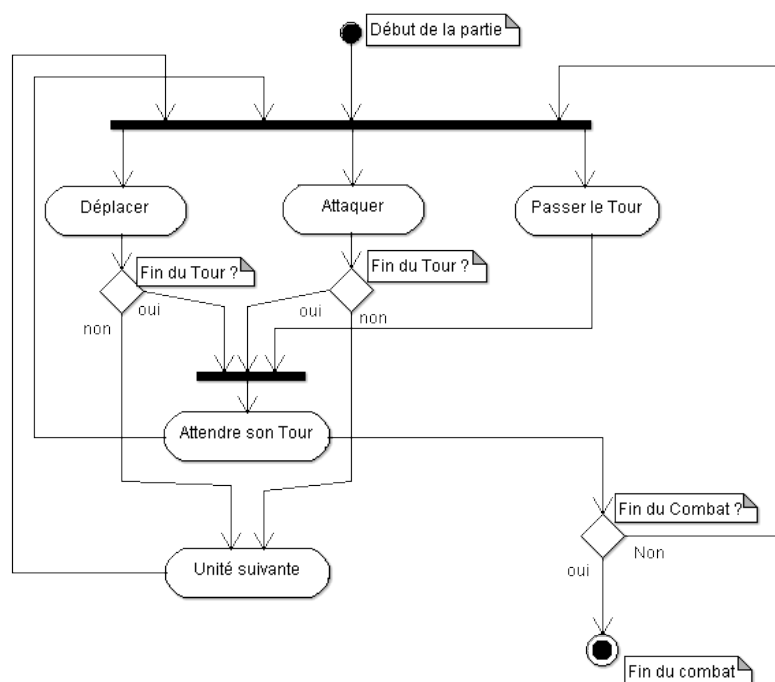 Début de la partie
Déplacer
Attaquer
Passer le Tour
Fin du Tour ?
Fin du Tour ?
oui
non
oui
non
Attendre son Tour
Fin du Combat ?
Unité suivante
oui
Non
Fin du combat